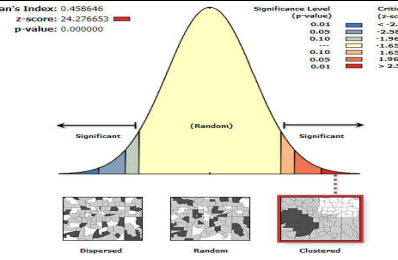 an's Index: 0.458646
z-score: 24.276653
p-value: 0.000000
Significance Level
(p-value)
Critic
(z-sco
0.01 < -2.
0.05 -2.58
0.10 -1.96
--- -1.65
0.10 1.65
0.05 1.96
0.01 > 2.5
Significant
(Random)
Significant
Dispersed
Random
Clustered